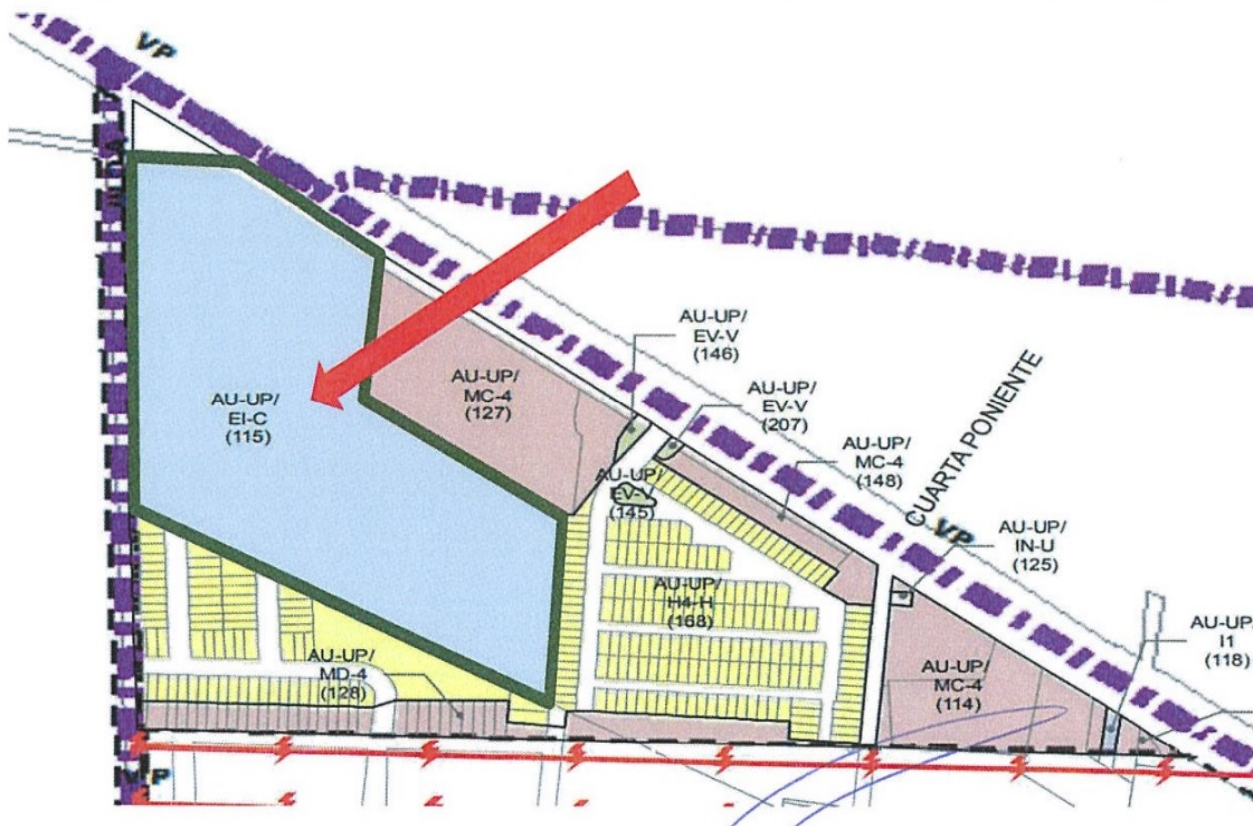 VP
AU-UP/
EV-V
(146)
AU-UP/
EI-C
(115)
AU-UP/
MC-4
(127)
AU-UP/
EV-V
(207)
AU-UP/
MC-4
(148)
CUARTA PONIENTE
VP
AU-UP/
EV-V
(145)
AU-UP/
IN-U
(125)
AU-UP/
H4-H
(168)
AU-UP/
I1
(118)
AU-UP/
MD-4
(128)
AU-UP/
MC-4
(114)
VP